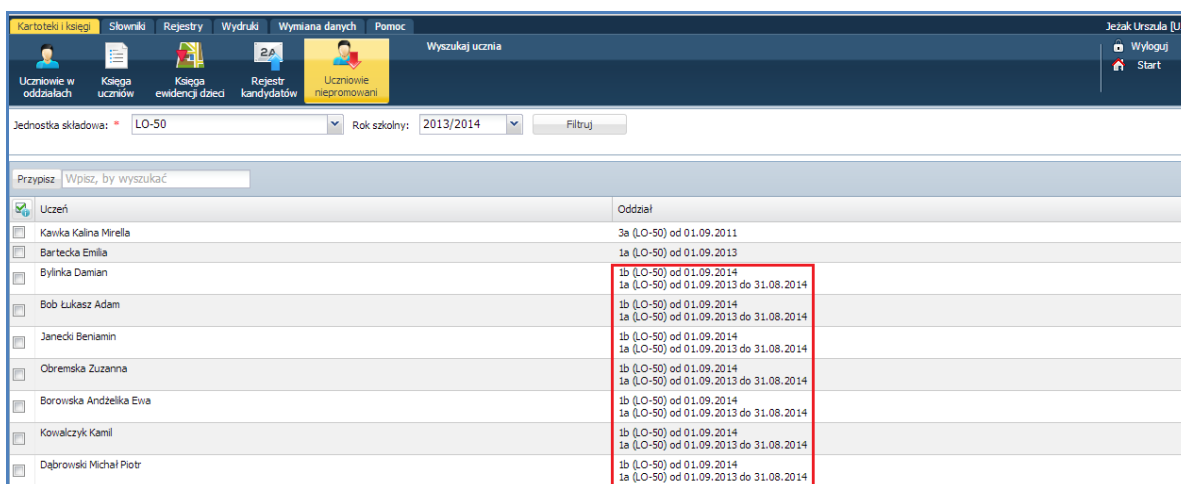 Kartoteki i księgi Słowniki Rejestry Wydruki Wymiana danych Pomoc Jeżak Urszula [U
Wyszukaj ucznia Wyloguj
Start
Uczniowie w oddziałach
Księga uczniów
Księga ewidencji dzieci
Rejestr kandydatów
Uczniowie niepromowani
Jednostka składowa: * LO-50 Rok szkolny: 2013/2014 Filtruj
Przypisz Wpisz, by wyszukać
Uczeń Oddział
Kawka Kalina Mirella 3a (LO-50) od 01.09.2011
Bartecka Emilia 1a (LO-50) od 01.09.2013
Bylinka Damian 1b (LO-50) od 01.09.2014
1a (LO-50) od 01.09.2013 do 31.08.2014
Bob Łukasz Adam 1b (LO-50) od 01.09.2014
1a (LO-50) od 01.09.2013 do 31.08.2014
Janecki Beniamin 1b (LO-50) od 01.09.2014
1a (LO-50) od 01.09.2013 do 31.08.2014
Obremska Zuzanna 1b (LO-50) od 01.09.2014
1a (LO-50) od 01.09.2013 do 31.08.2014
Borowska Andżelika Ewa 1b (LO-50) od 01.09.2014
1a (LO-50) od 01.09.2013 do 31.08.2014
Kowalczyk Kamil 1b (LO-50) od 01.09.2014
1a (LO-50) od 01.09.2013 do 31.08.2014
Dąbrowski Michał Piotr 1b (LO-50) od 01.09.2014
1a (LO-50) od 01.09.2013 do 31.08.2014